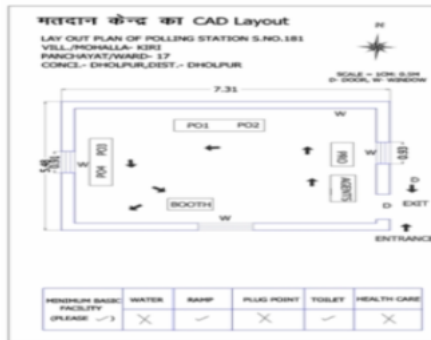 मतदान केन्द्र का CAD Layout
LAY OUT PLAN OF POLLING STATION S.NO.181
VILL./MOHALLA- KIRI
PANCHAYAT/WARD- 17
CONCI.- DHOLPUR,DIST.- DHOLPUR
N
SCALE = 1CM: 0.5M
D- DOOR, W- WINDOW
7.31
W
PO1 PO2
W
PO3
PO4
PRO
W
AGENTS
D
D
EXIT
BOOTH
W
ENTRANCE
MINIMUM BASIC FACILITY (PLEASE ✓) WATER RAMP PLUG POINT TOILET HEALTH CARE
X ✓ X ✓ X